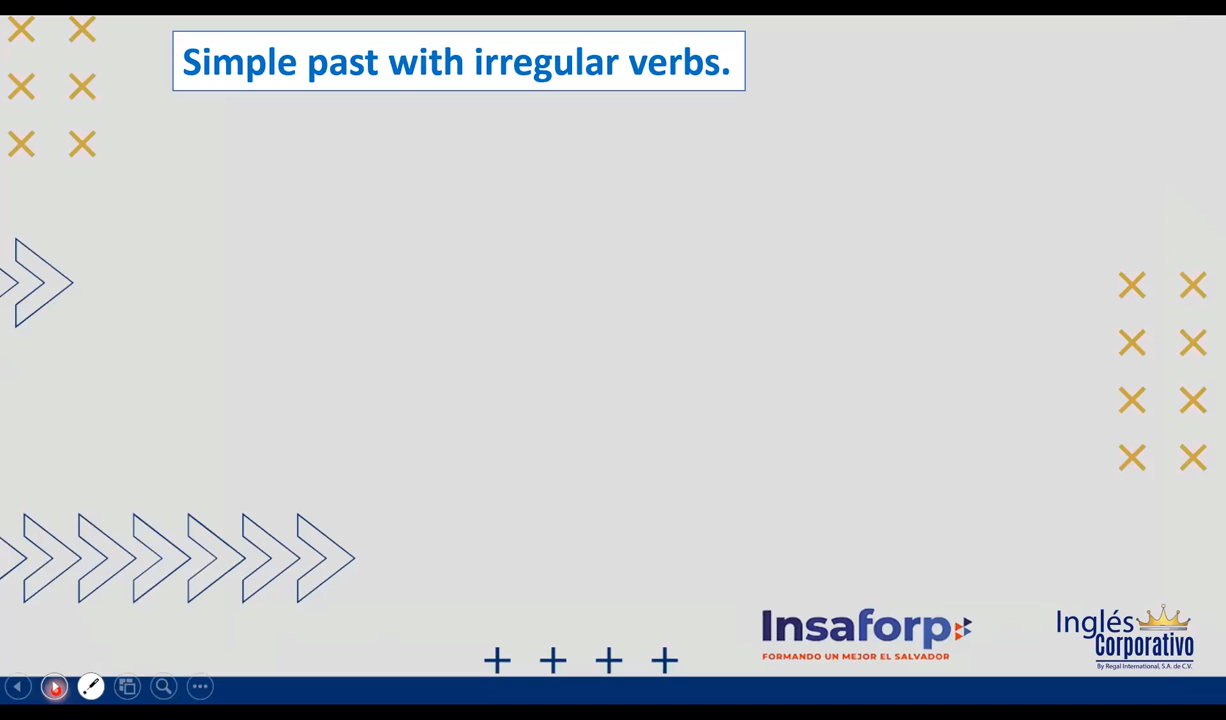 Simple past with irregular verbs.
Insaforp
FORMANDO UN MEJOR EL SALVADOR
Inglés
Corporativo
By Regal International, S.A. de C.V.